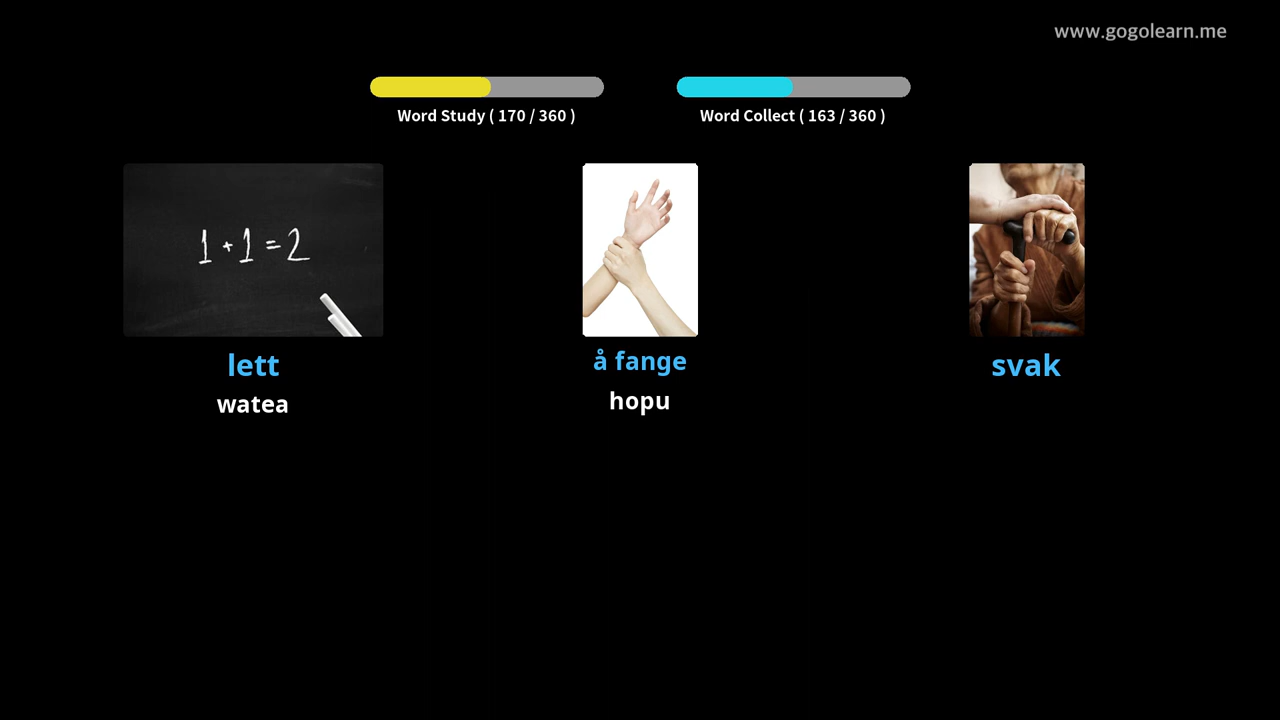 www.gogolearn.me
Word Study ( 170 / 360 )
Word Collect ( 163 / 360 )
1 + 1 = 2
lett
watea
å fange
hopu
svak